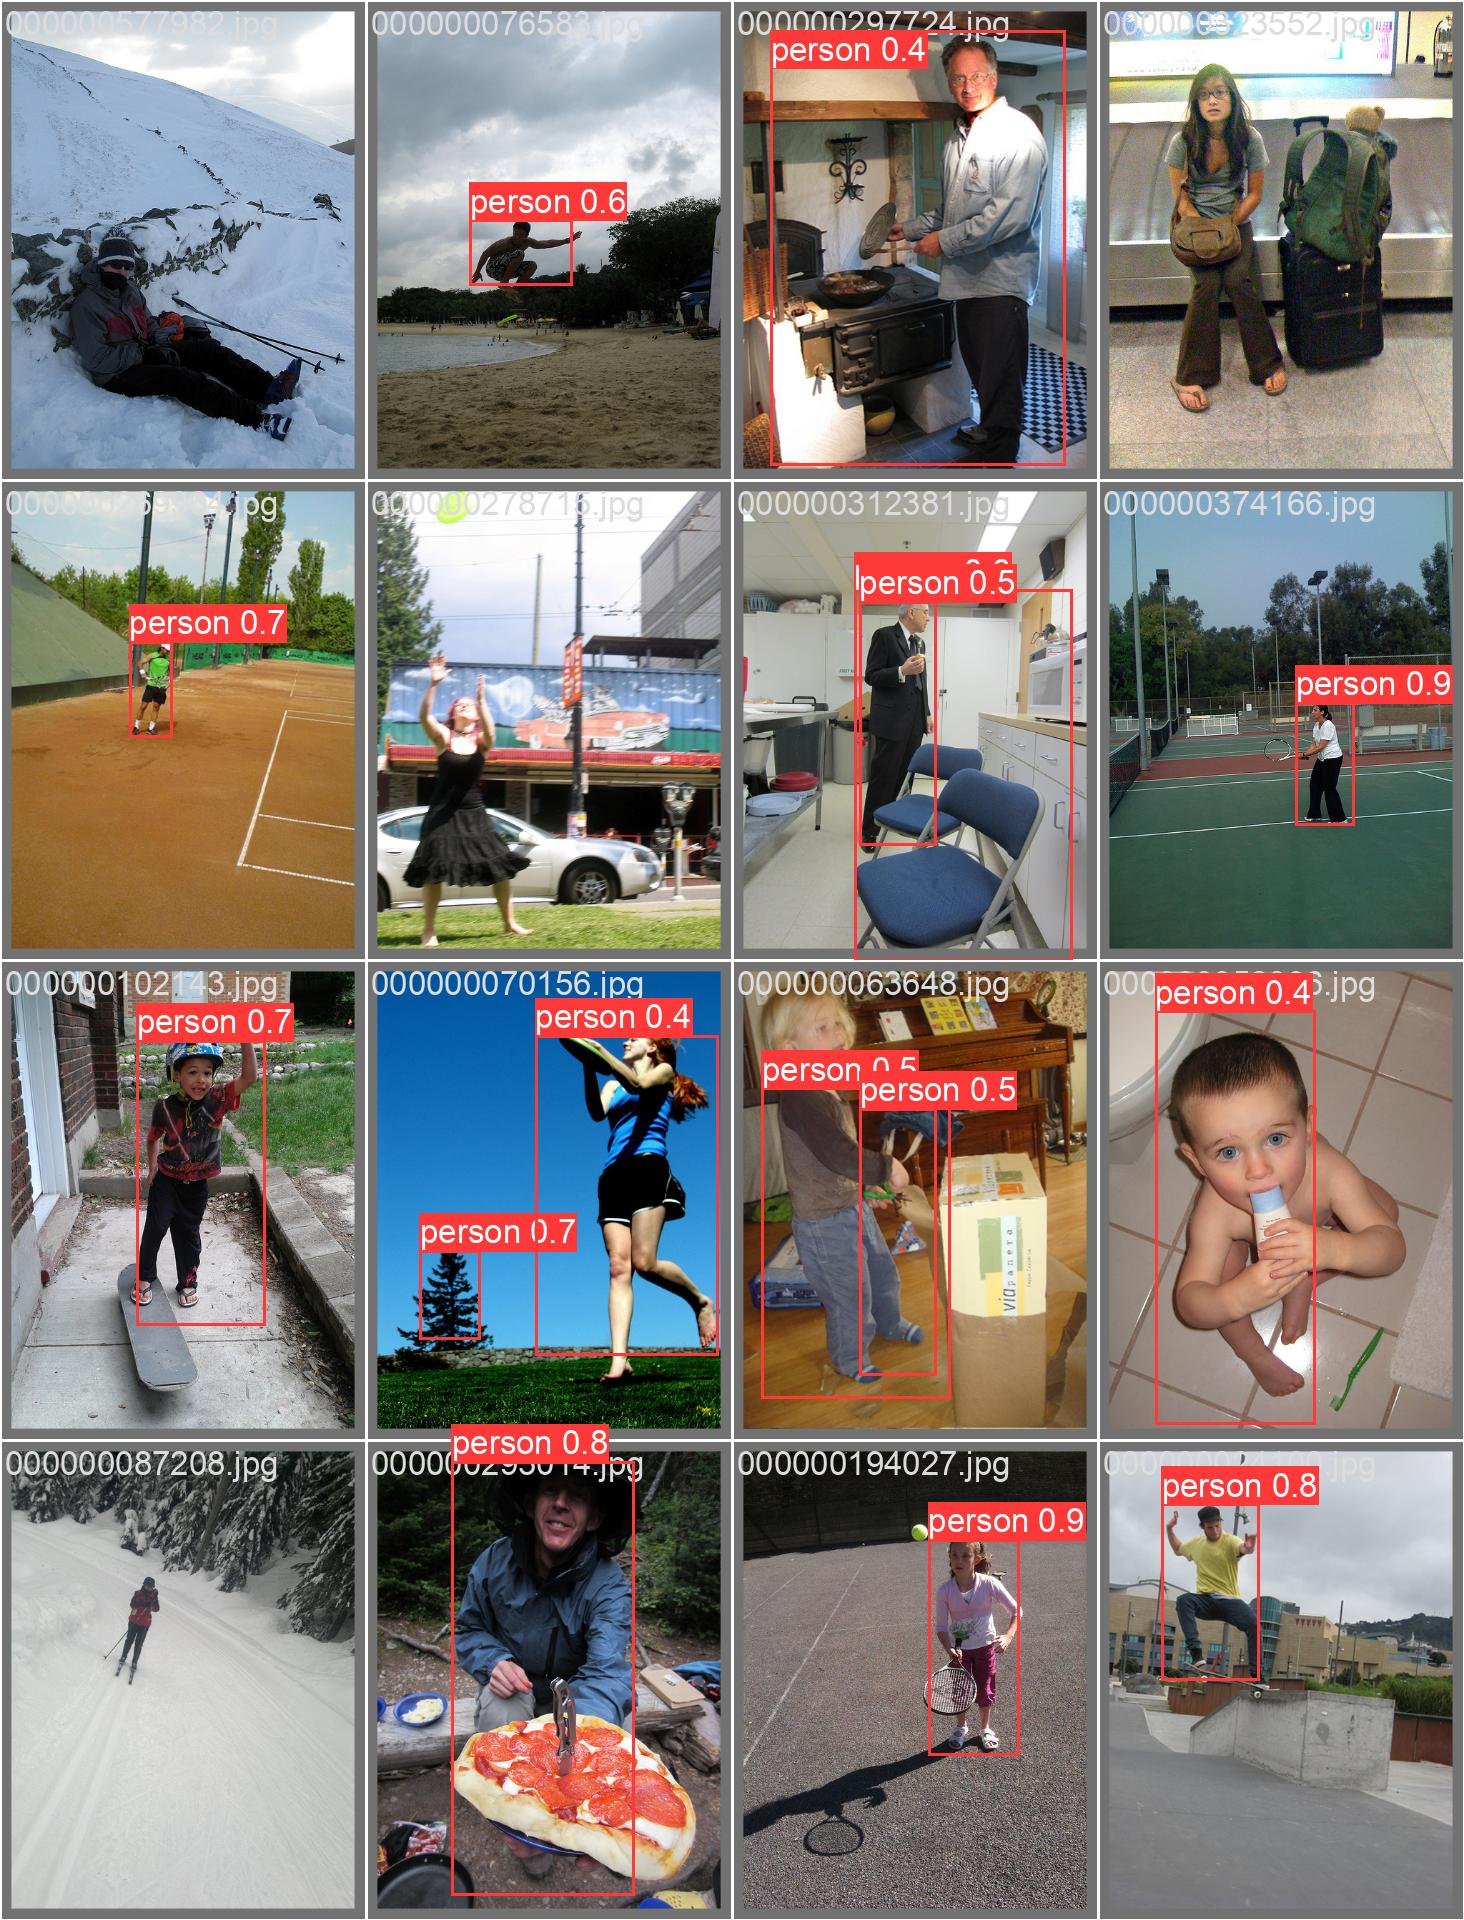 000000577982.jpg
000000076583.jpg
000000297724.jpg
person 0.4
person 0.6
000000278715.jpg
000000312381.jpg
000000374166.jpg
person 0.5
person 0.7
person 0.9
000000102143.jpg
000000070156.jpg
000000063648.jpg
person 0.4
person 0.7
person 0.4
person 0.5
person 0.5
person 0.7
viapanera
000000087208.jpg
person 0.8
000000194027.jpg
person 0.8
person 0.9